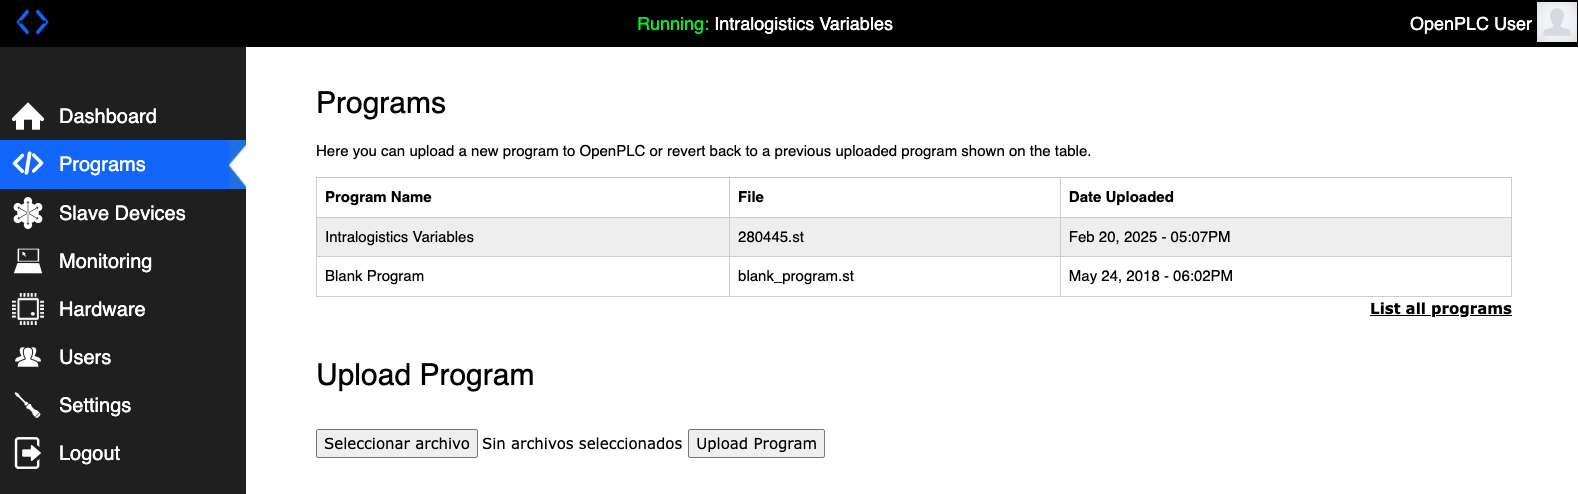 Running: Intralogistics Variables
OpenPLC User
Dashboard
Programs
Slave Devices
Monitoring
Hardware
Users
Settings
Logout
Programs
Here you can upload a new program to OpenPLC or revert back to a previous uploaded program shown on the table.
Program Name File Date Uploaded
Intralogistics Variables 280445.st Feb 20, 2025 - 05:07PM
Blank Program blank_program.st May 24, 2018 - 06:02PM
List all programs
Upload Program
Seleccionar archivo Sin archivos seleccionados Upload Program